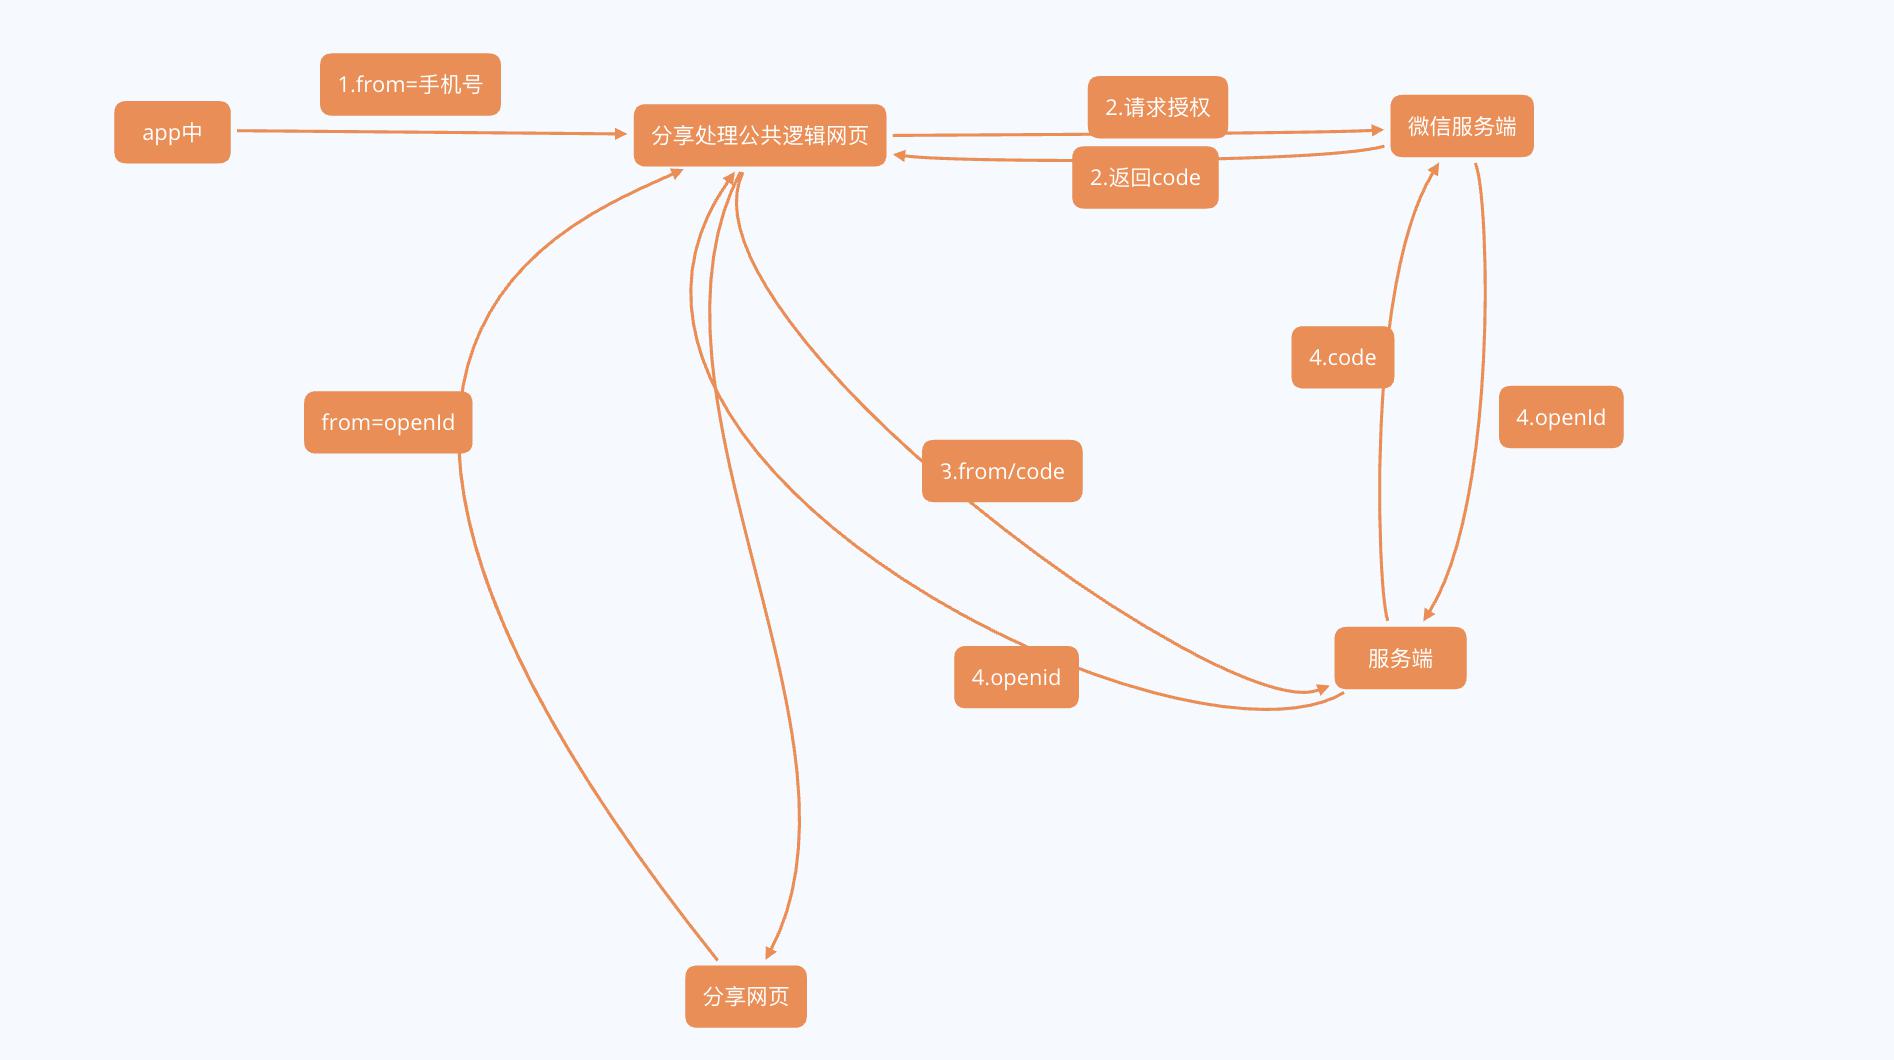 1.from=手机号
app中
分享处理公共逻辑网页
2.请求授权
微信服务端
2.返回code
4.code
4.openId
from=openId
3.from/code
4.openid
服务端
分享网页